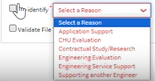 identify, Select a Reason
Select a Reason
Application Support
Validate File CHU Evaluation
Contractual Study/Research
Engineering Evaluation
Engineering Service Support
Supporting another Engineer